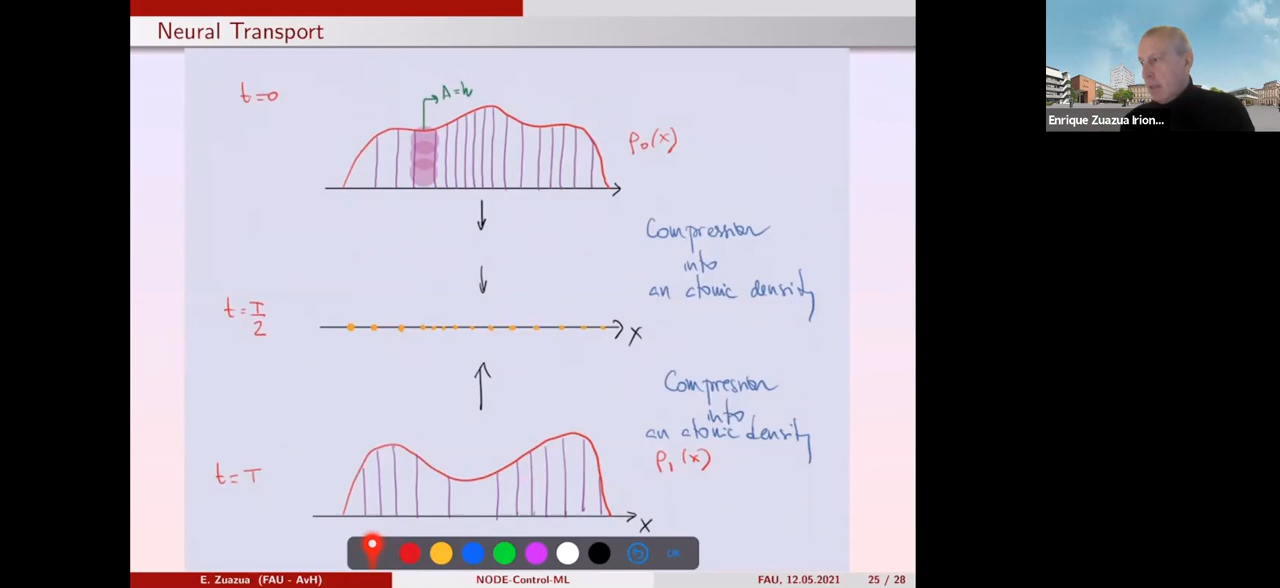 Neural Transport
t=0
A=h
ρ₀(x)
Compression
into
an atomic density
t=T/2
x
Compression
into
an atomic density
ρ₁(x)
t=T
x
OK
E. Zuazua (FAU - AvH)
NODE-Control-ML
FAU, 12.05.2021
25 / 28
Enrique Zuazua Irion...